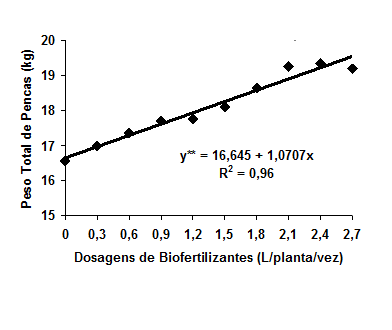 Peso Total de Pencas (kg)
20
19
18
17
16
15
y** = 16,645 + 1,0707x
R² = 0,96
0 0,3 0,6 0,9 1,2 1,5 1,8 2,1 2,4 2,7
Dosagens de Biofertilizantes (L/planta/vez)